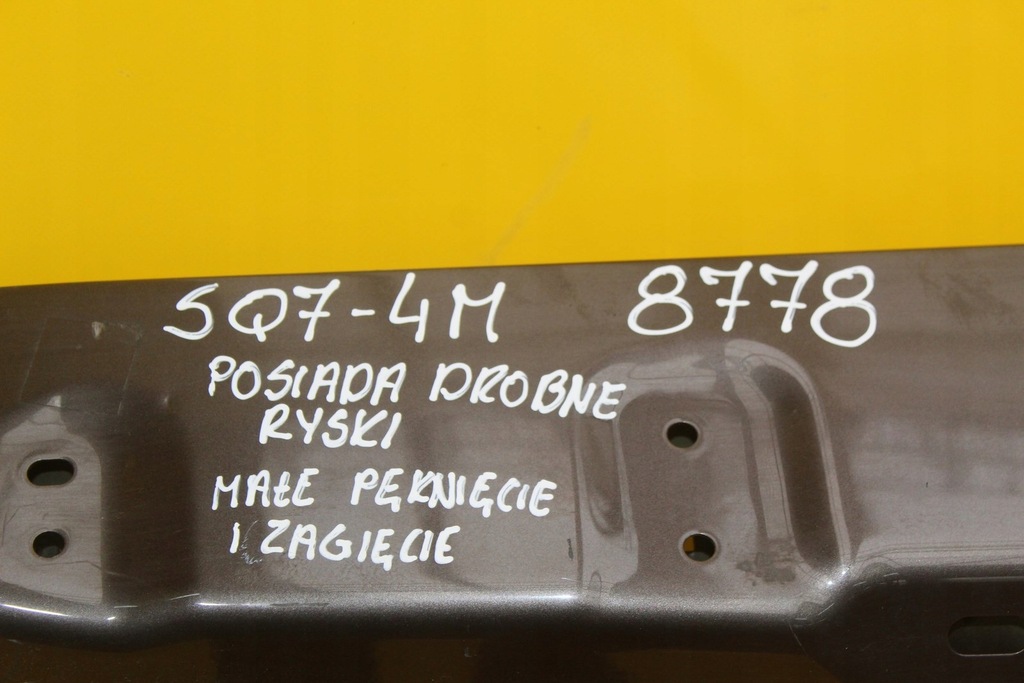 SQ7-4M 8778
POSIADA DROBNE
RYSKI
MAŁE PĘKNIĘCIE
I ZAGIĘCIE